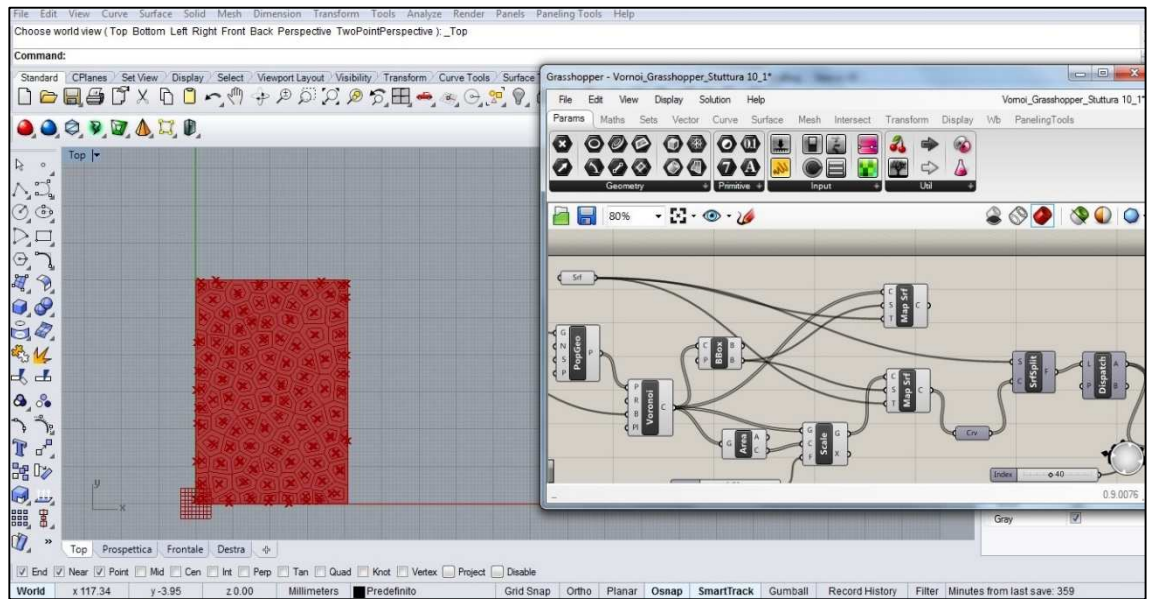 File Edit View Curve Surface Solid Mesh Dimension Transform Tools Analyze Render Panels Paneling Tools Help
Choose world view ( Top Bottom Left Right Front Back Perspective TwoPointPerspective ): _Top
Command:
Standard CPlanes Set View Display Select Viewport Layout Visibility Transform Curve Tools Surface
Top
y
x
Top Prospettica Frontale Destra
End Near Point Mid Cen Int Perp Tan Quad Knot Vertex Project Disable
World x 117.34 y -3.95 z 0.00 Millimeters Predefinito Grid Snap Ortho Planar Osnap SmartTrack Gumball Record History Filter Minutes from last save: 359
Grasshopper - Vornoi_Grasshopper_Stuttura 10_1*
File Edit View Display Solution Help Vornoi_Grasshopper_Stuttura 10_1*
Params Maths Sets Vector Curve Surface Mesh Intersect Transform Display Wb PanelingTools
Geometry Primitive Input Util
80%
Srf
G N S P PopGeo P
P R B Pl Voronoi C
C P BBox B B
C S T Map Srf C
C S T Map Srf C
G Area A C
G C F Scale G X
Crv
S C SrfSplit F
L P Dispatch A B
Index 40
0.9.0076
Gray